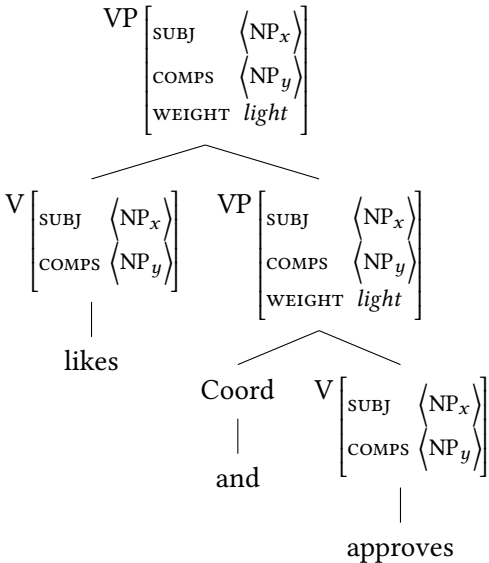 VP [SUBJ ⟨NPx⟩
COMPS ⟨NPy⟩
WEIGHT light]
V [SUBJ ⟨NPx⟩ VP [SUBJ ⟨NPx⟩
COMPS ⟨NPy⟩] COMPS ⟨NPy⟩
WEIGHT light]
likes
Coord V [SUBJ ⟨NPx⟩
COMPS ⟨NPy⟩]
and
approves